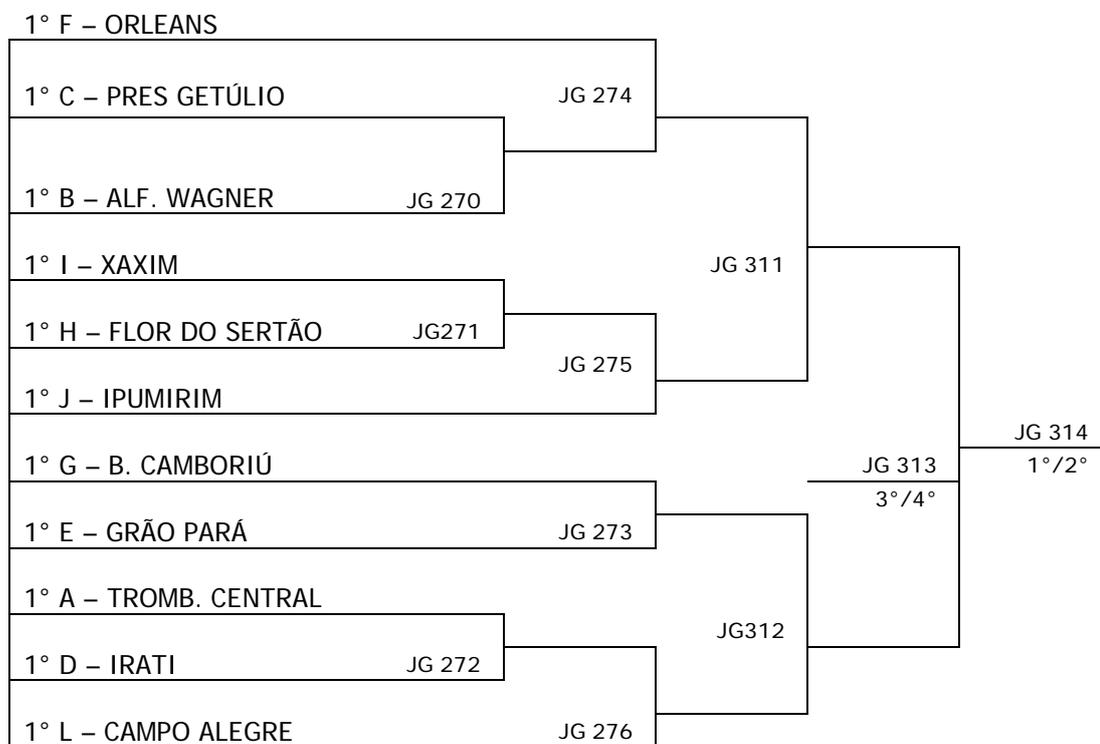 1° F – ORLEANS
1° C – PRES GETÚLIO
JG 274
1° B – ALF. WAGNER
JG 270
1° I – XAXIM
JG 311
1° H – FLOR DO SERTÃO
JG271
JG 275
1° J – IPUMIRIM
JG 314
1° G – B. CAMBORIÚ
JG 313
1°/2°
3°/4°
1° E – GRÃO PARÁ
JG 273
1° A – TROMB. CENTRAL
JG312
1° D – IRATI
JG 272
1° L – CAMPO ALEGRE
JG 276